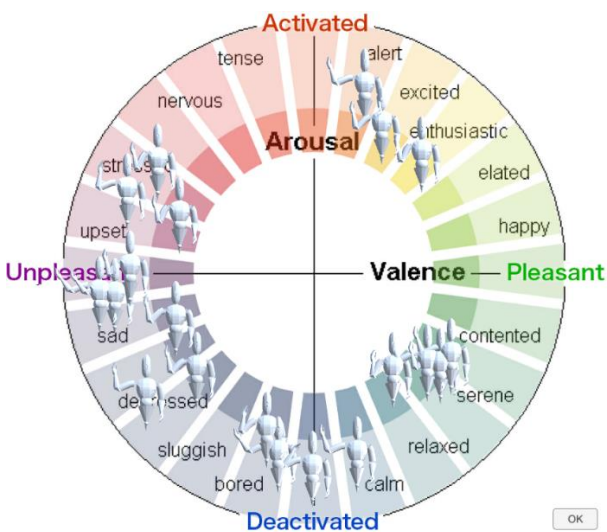 Activated
alert
tense
excited
nervous
enthusiastic
Arousal
elated
upset
happy
Valence
Pleasant
sad
contented
serene
depressed
relaxed
sluggish
bored
calm
Deactivated
OK